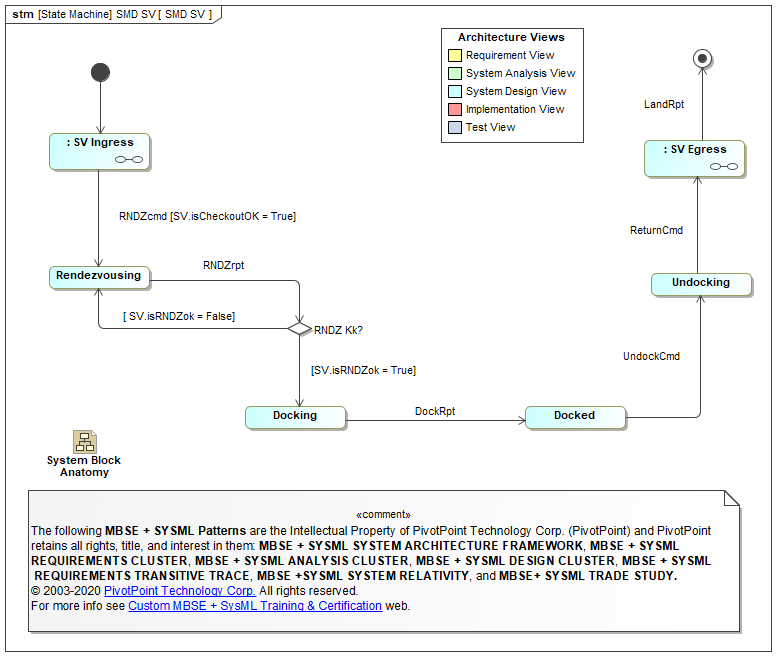 stm [State Machine] SMD SV [ SMD SV ]
Architecture Views
Requirement View
System Analysis View
System Design View
Implementation View
Test View
: SV Ingress
RNDZcmd [SV.isCheckoutOK = True]
Rendezvousing
RNDZrpt
[ SV.isRNDZok = False]
RNDZ Kk?
[SV.isRNDZok = True]
Docking
DockRpt
Docked
UndockCmd
Undocking
ReturnCmd
: SV Egress
LandRpt
System Block
Anatomy
«comment»
The following MBSE + SYSML Patterns are the Intellectual Property of PivotPoint Technology Corp. (PivotPoint) and PivotPoint
retains all rights, title, and interest in them: MBSE + SYSML SYSTEM ARCHITECTURE FRAMEWORK, MBSE + SYSML
REQUIREMENTS CLUSTER, MBSE + SYSML ANALYSIS CLUSTER, MBSE + SYSML DESIGN CLUSTER, MBSE + SYSML
REQUIREMENTS TRANSITIVE TRACE, MBSE +SYSML SYSTEM RELATIVITY, and MBSE+ SYSML TRADE STUDY.
© 2003-2020 PivotPoint Technology Corp. All rights reserved.
For more info see Custom MBSE + SysML Training & Certification web.